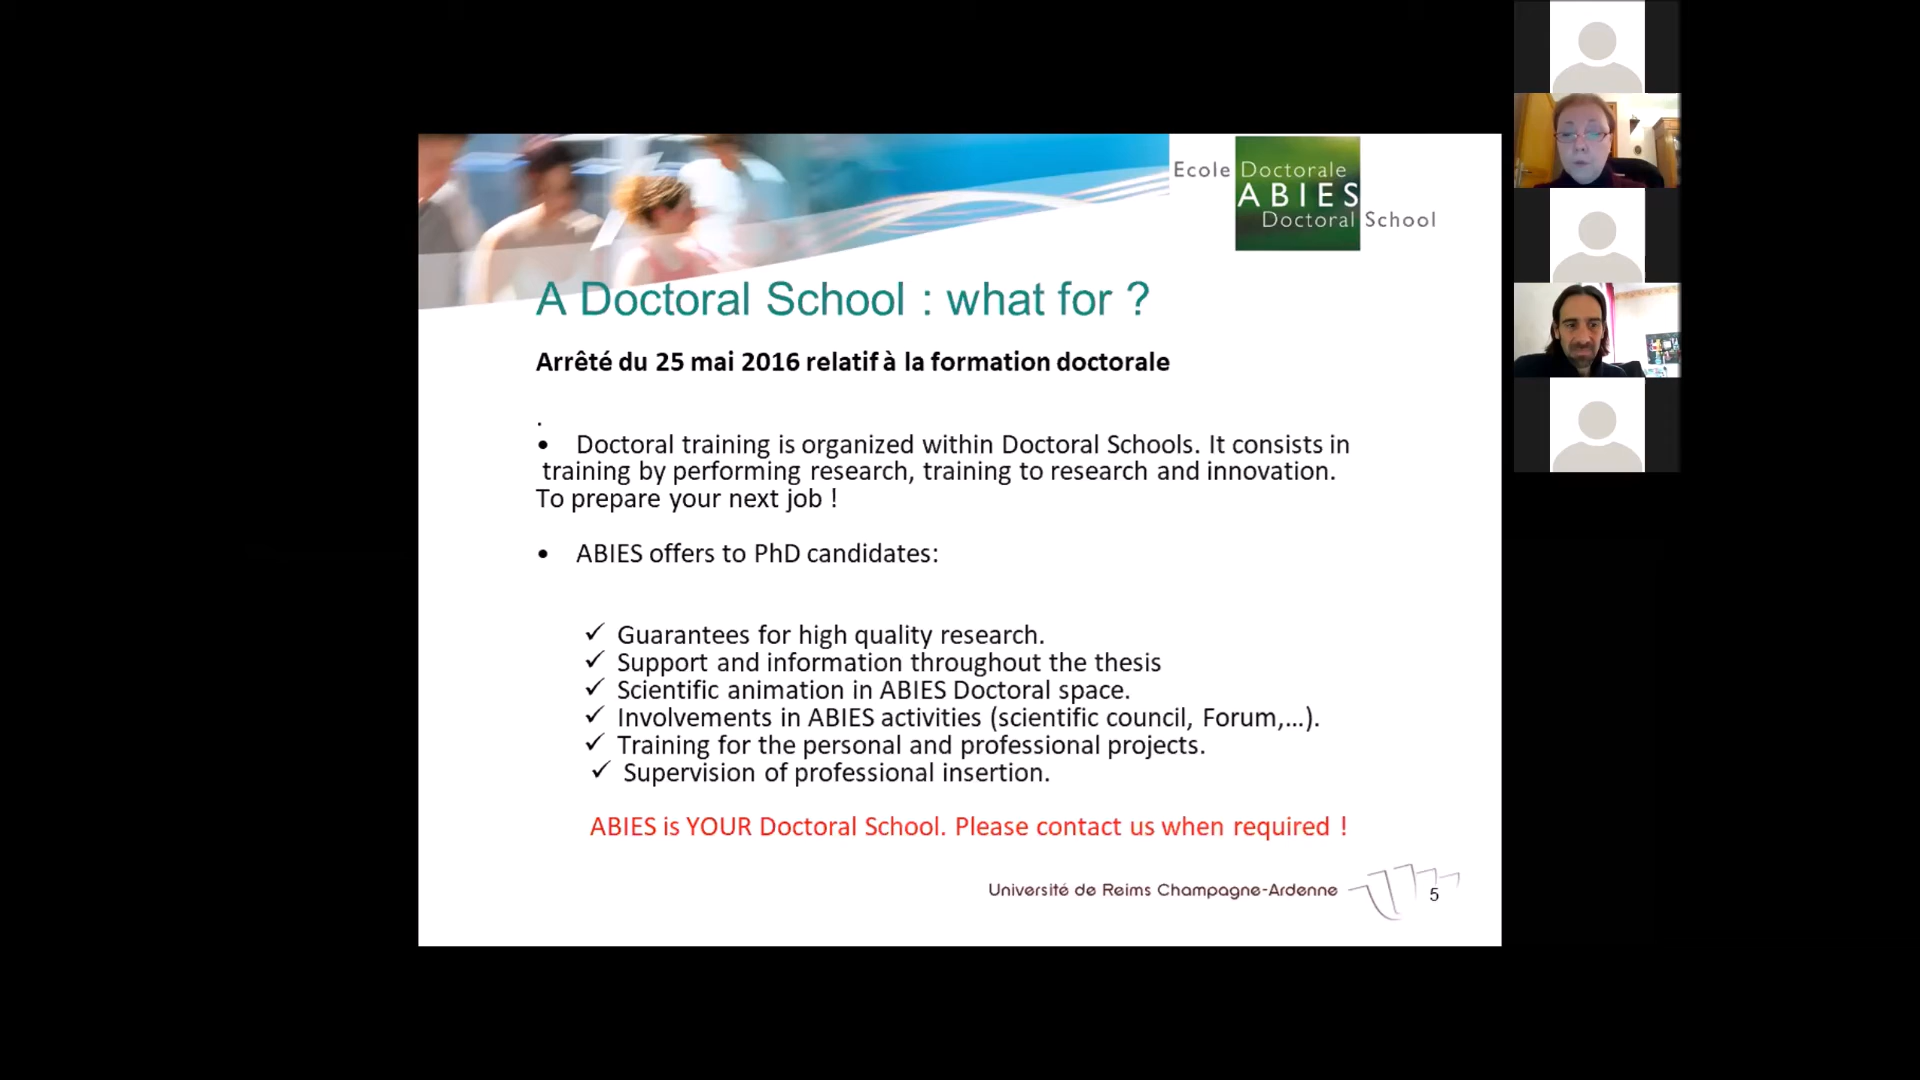 Ecole Doctorale
ABIES
Doctoral School
A Doctoral School : what for ?
Arrêté du 25 mai 2016 relatif à la formation doctorale
.
• Doctoral training is organized within Doctoral Schools. It consists in
training by performing research, training to research and innovation.
To prepare your next job !
• ABIES offers to PhD candidates:
✓ Guarantees for high quality research.
✓ Support and information throughout the thesis
✓ Scientific animation in ABIES Doctoral space.
✓ Involvements in ABIES activities (scientific council, Forum,...).
✓ Training for the personal and professional projects.
✓ Supervision of professional insertion.
ABIES is YOUR Doctoral School. Please contact us when required !
Université de Reims Champagne-Ardenne
5